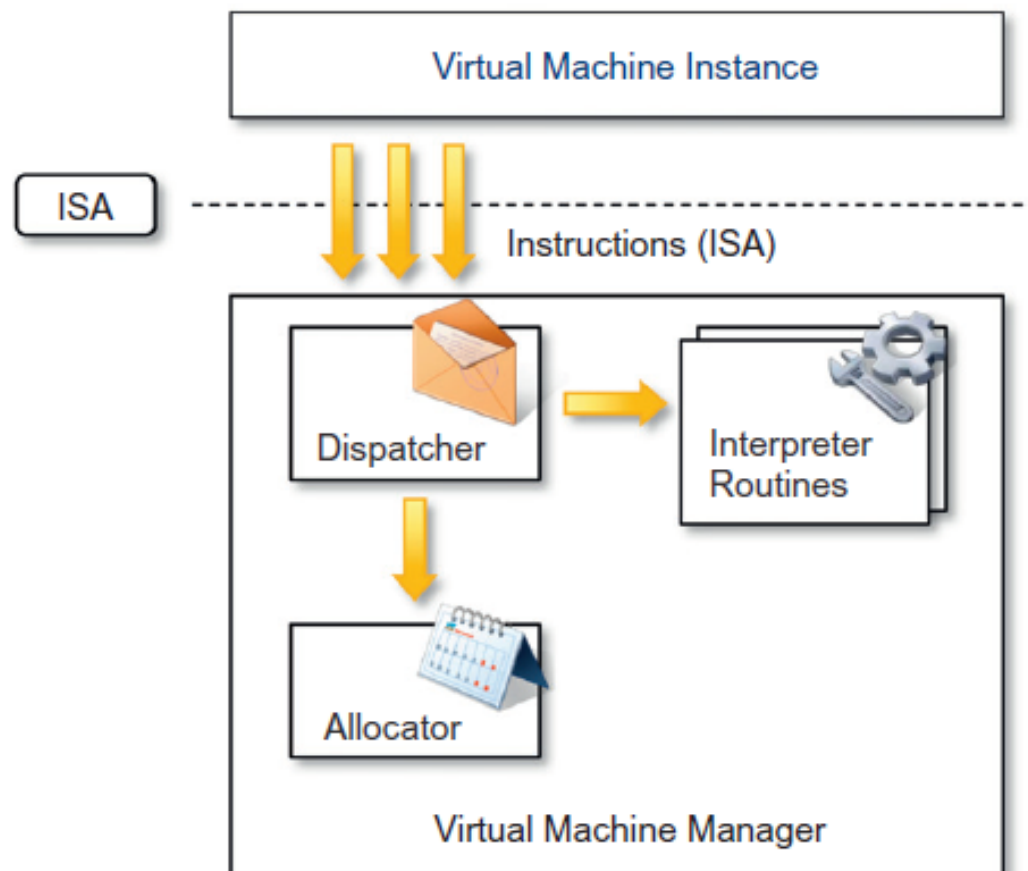 Virtual Machine Instance
ISA
Instructions (ISA)
Dispatcher
Interpreter
Routines
Allocator
Virtual Machine Manager